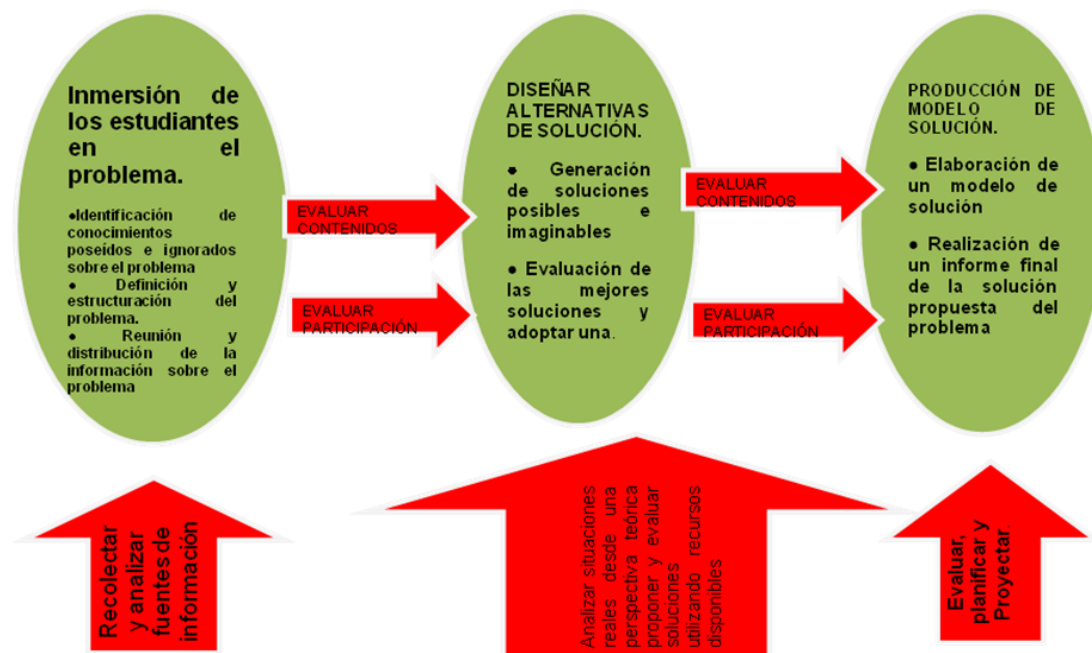 Inmersión de
los estudiantes
en el
problema.
●Identificación de
conocimientos
poseídos e ignorados
sobre el problema
● Definición y
estructuración del
problema.
● Reunión y
distribución de la
información sobre el
problema
EVALUAR
CONTENIDOS
EVALUAR
PARTICIPACIÓN
DISEÑAR
ALTERNATIVAS
DE SOLUCIÓN.
● Generación
de soluciones
posibles e
imaginables
● Evaluación de
las mejores
soluciones y
adoptar una.
EVALUAR
CONTENIDOS
EVALUAR
PARTICIPACIÓN
PRODUCCIÓN DE
MODELO DE
SOLUCIÓN.
● Elaboración de
un modelo de
solución
● Realización de
un informe final
de la solución
propuesta del
problema
Recolectar
y analizar
fuentes de
información
Analizar situaciones
reales desde una
perspectiva teórica
proponer y evaluar
soluciones
utilizando recursos
disponibles
Evaluar,
planificar y
Proyectar.